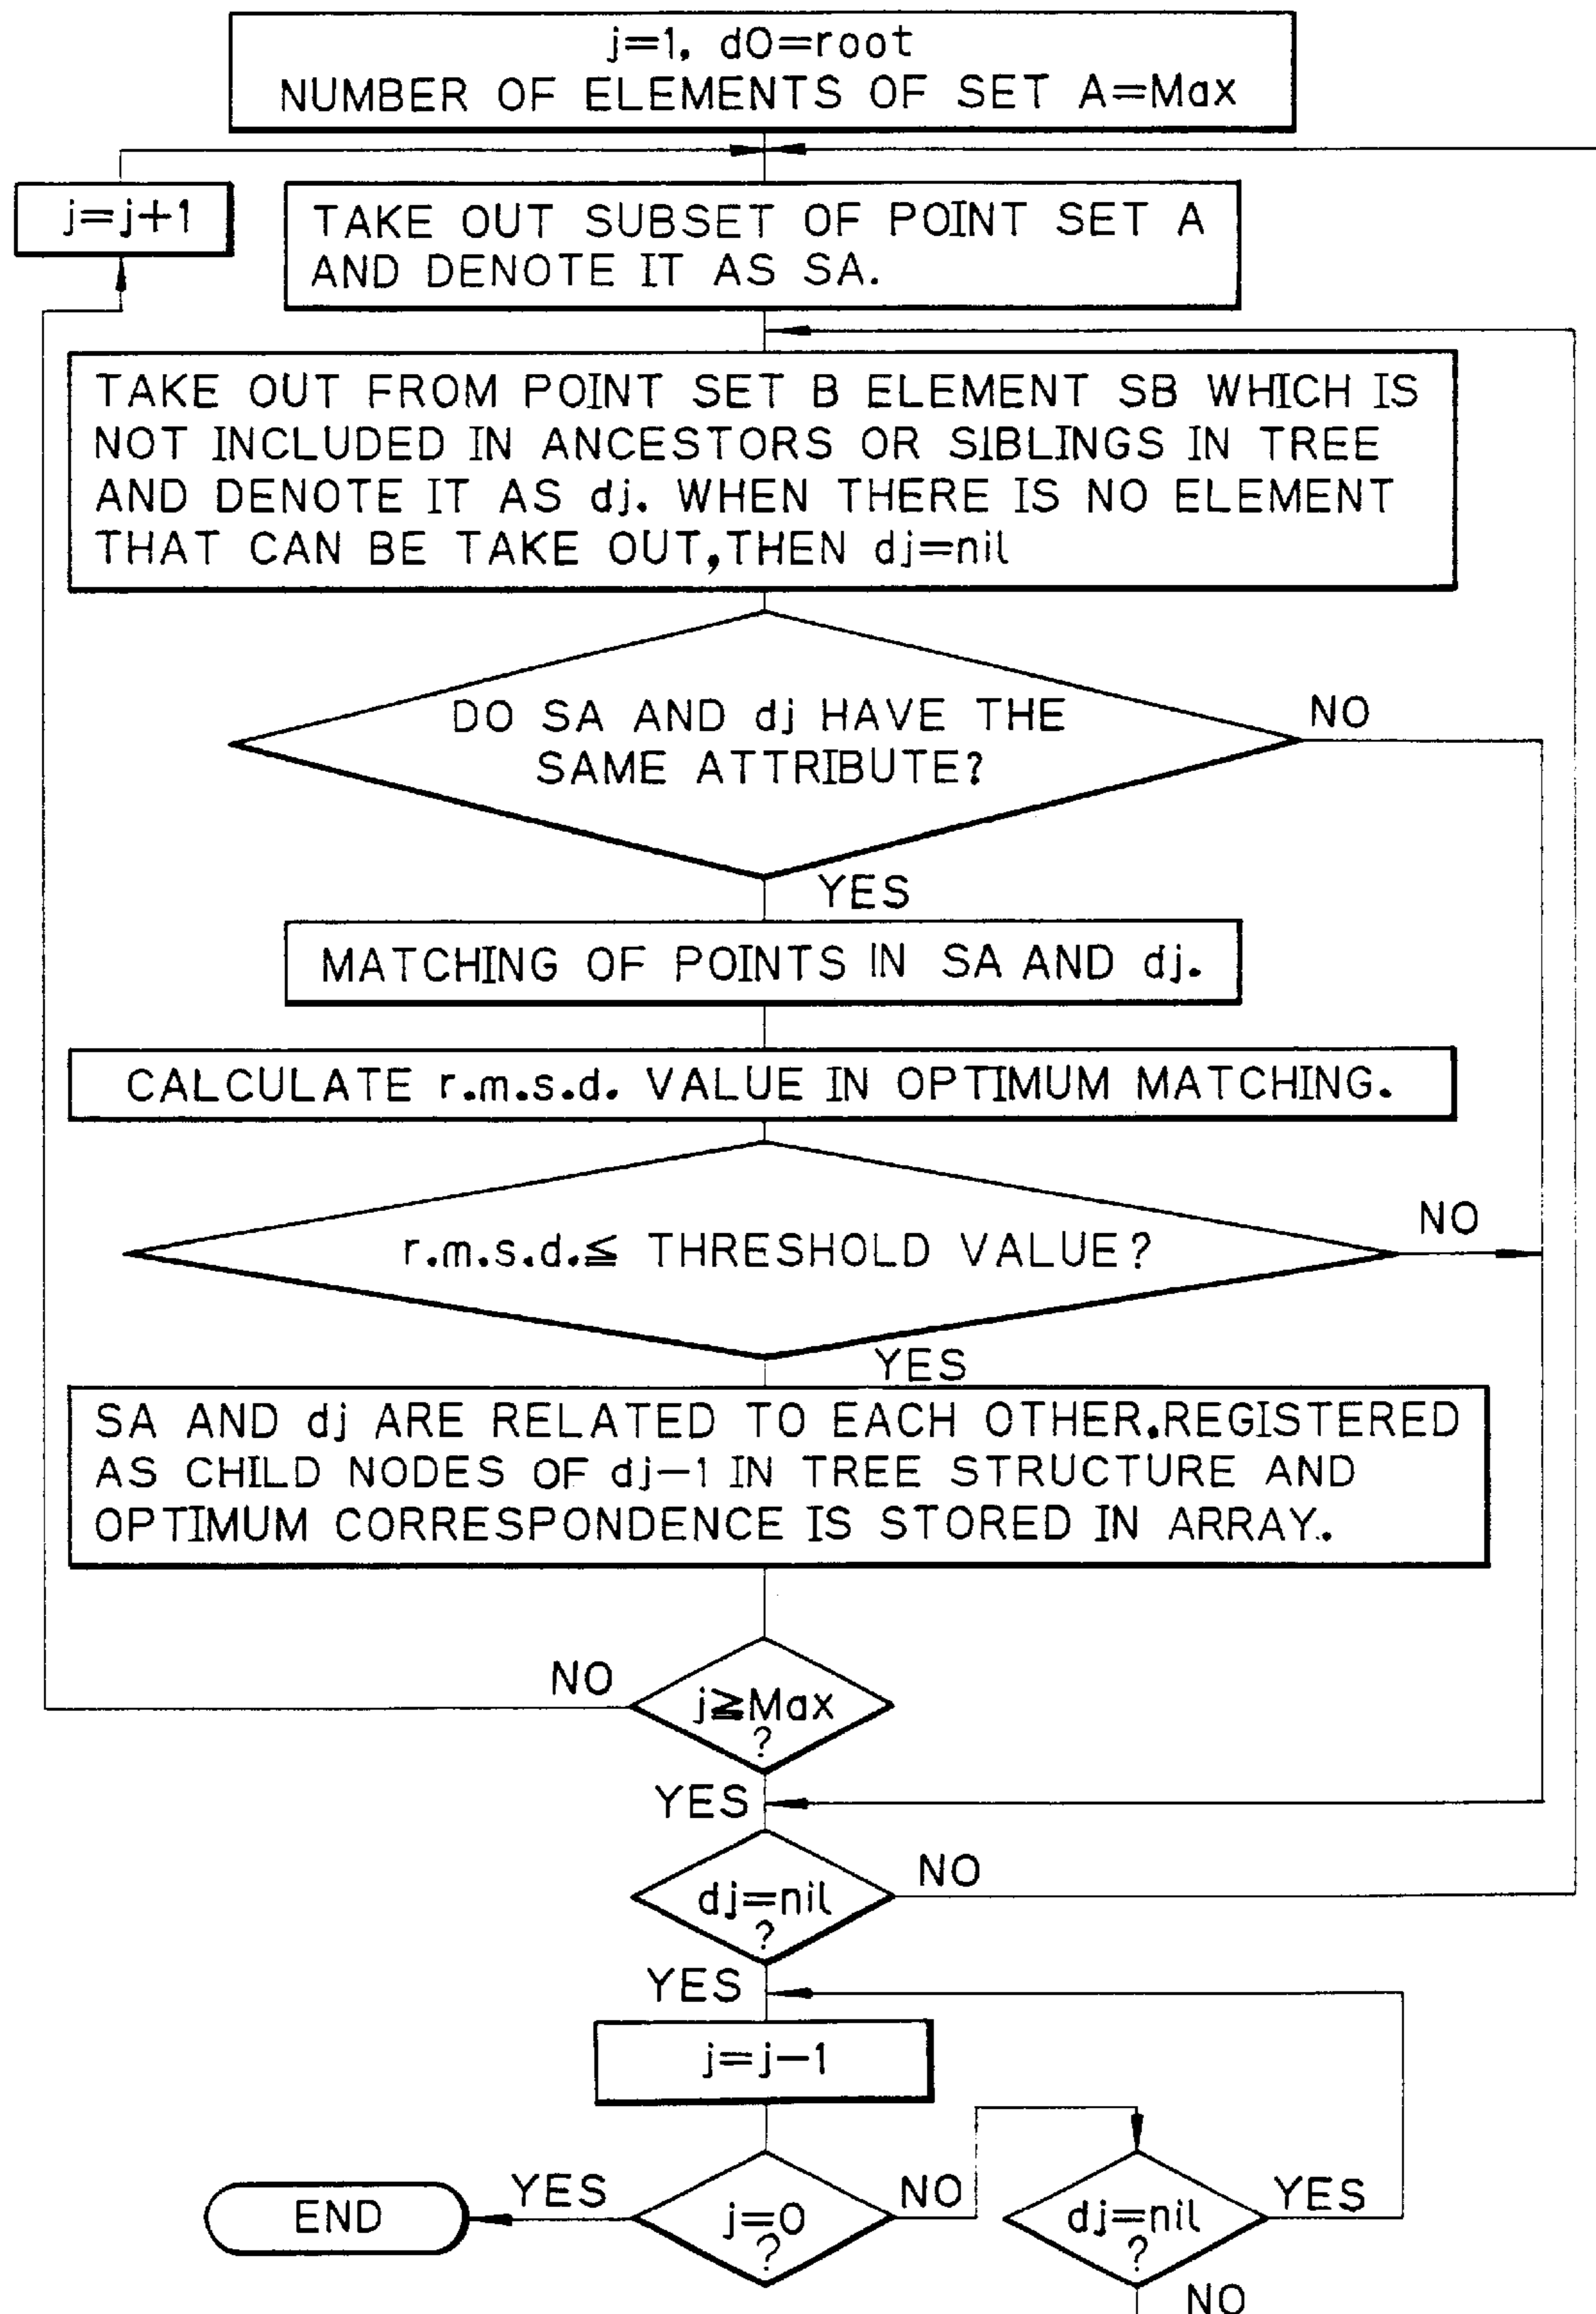 j=1, d0=root
NUMBER OF ELEMENTS OF SET A=Max
j=j+1
TAKE OUT SUBSET OF POINT SET A
AND DENOTE IT AS SA.
TAKE OUT FROM POINT SET B ELEMENT SB WHICH IS
NOT INCLUDED IN ANCESTORS OR SIBLINGS IN TREE
AND DENOTE IT AS dj. WHEN THERE IS NO ELEMENT
THAT CAN BE TAKE OUT,THEN dj=nil
DO SA AND dj HAVE THE
SAME ATTRIBUTE?
NO
YES
MATCHING OF POINTS IN SA AND dj.
CALCULATE r.m.s.d. VALUE IN OPTIMUM MATCHING.
r.m.s.d.≦ THRESHOLD VALUE?
NO
YES
SA AND dj ARE RELATED TO EACH OTHER.REGISTERED
AS CHILD NODES OF dj-1 IN TREE STRUCTURE AND
OPTIMUM CORRESPONDENCE IS STORED IN ARRAY.
NO
j≧Max
?
YES
dj=nil
?
NO
YES
j=j-1
END
YES
j=0
?
NO
dj=nil
?
YES
NO